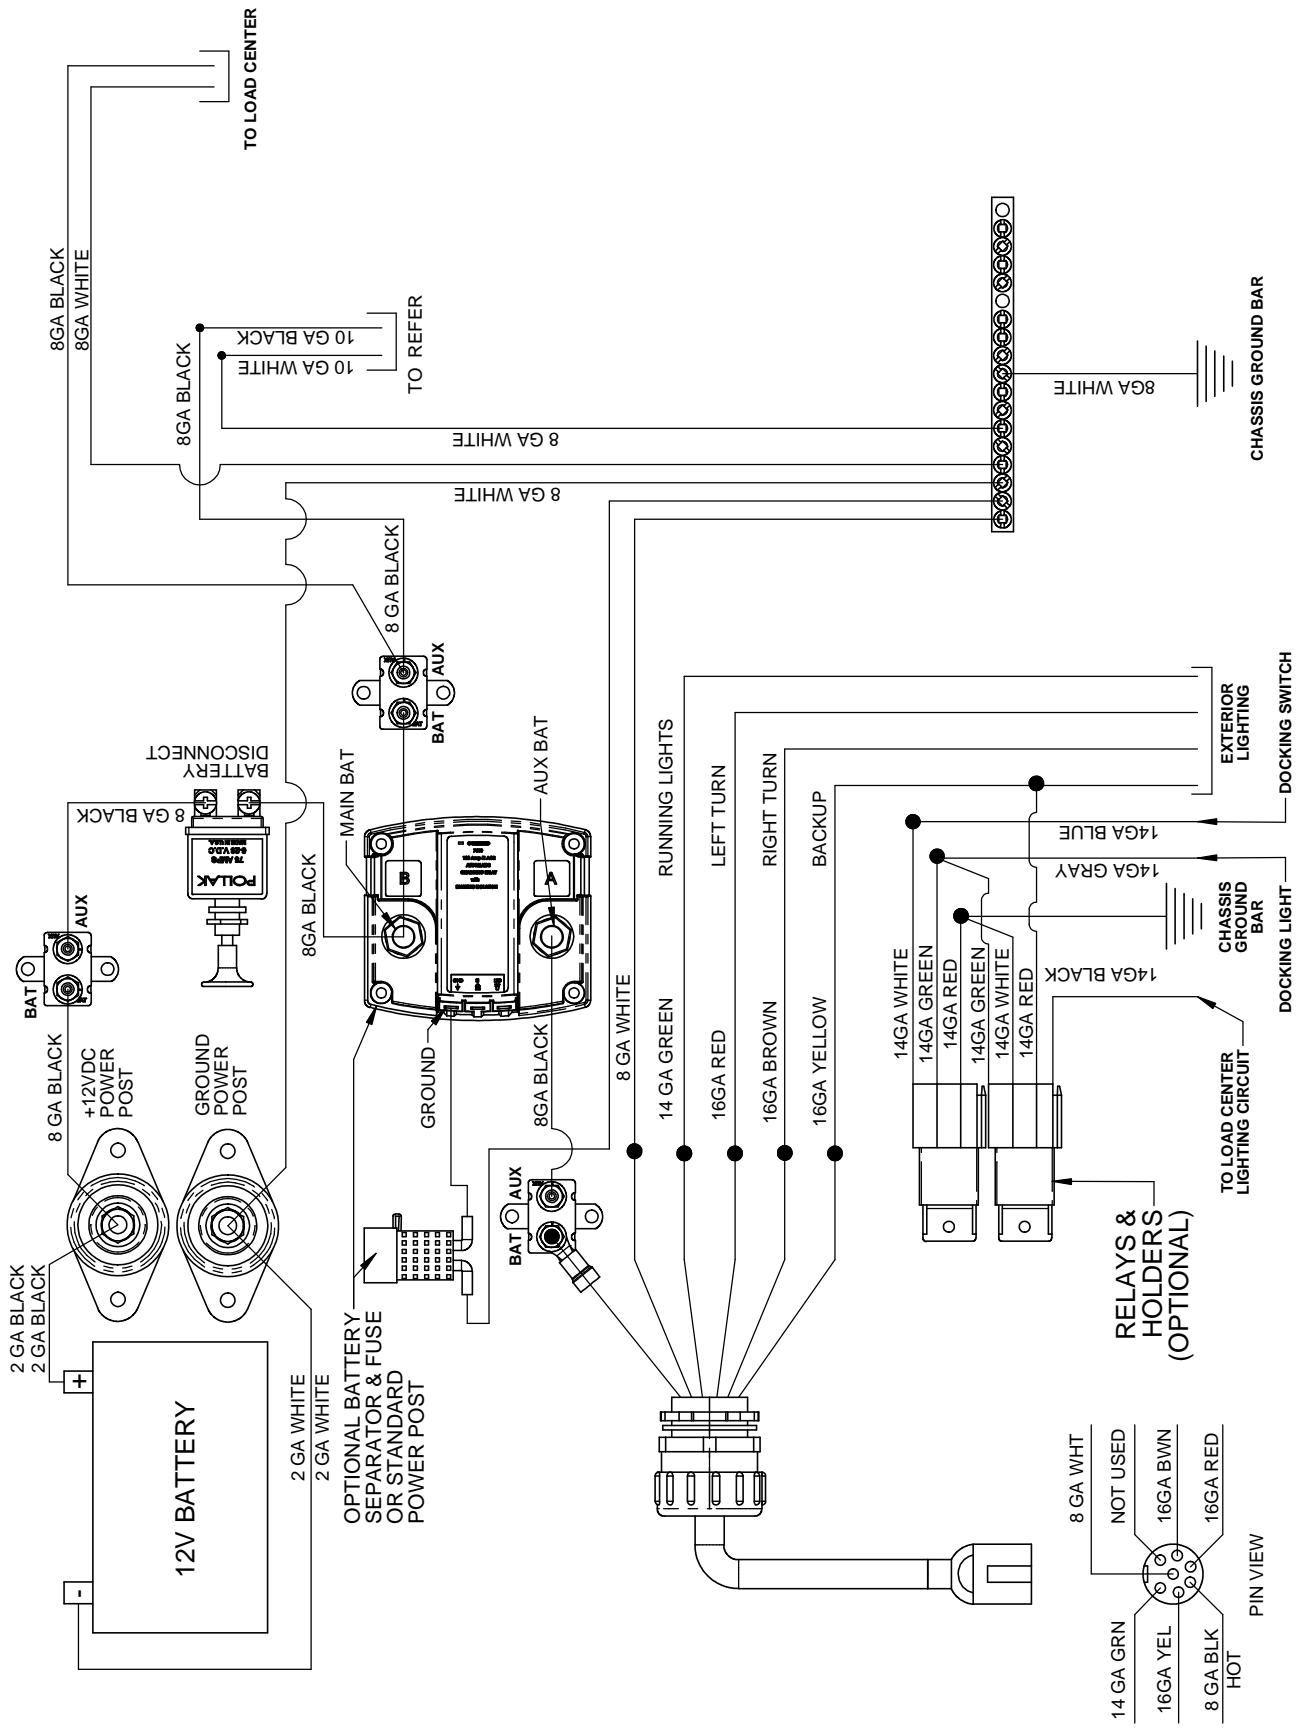 TO LOAD CENTER
8GA BLACK
8GA WHITE
8GA BLACK
10 GA BLACK
10 GA WHITE
TO REFER
8 GA WHITE
8 GA WHITE
8GA WHITE
CHASSIS GROUND BAR
8 GA BLACK
BAT
AUX
MAIN BAT
AUX BAT
BATTERY
DISCONNECT
8 GA BLACK
POLLAK
75 AMPS
6-28 V.D.C
MADE IN U.S.A.
BAT
AUX
8GA BLACK
B
A
GROUND
8GA BLACK
8 GA BLACK
+12VDC
POWER
POST
GROUND
POWER
POST
2 GA BLACK
2 GA BLACK
+
-
12V BATTERY
2 GA WHITE
2 GA WHITE
OPTIONAL BATTERY
SEPARATOR & FUSE
OR STANDARD
POWER POST
BAT
AUX
8 GA WHITE
14 GA GREEN
RUNNING LIGHTS
16GA RED
LEFT TURN
16GA BROWN
RIGHT TURN
16GA YELLOW
BACKUP
EXTERIOR
LIGHTING
DOCKING SWITCH
14GA BLUE
14GA GRAY
CHASSIS
GROUND
BAR
DOCKING LIGHT
14GA WHITE
14GA GREEN
14GA RED
14GA GREEN
14GA WHITE
14GA RED
14GA BLACK
TO LOAD CENTER
LIGHTING CIRCUIT
RELAYS &
HOLDERS
(OPTIONAL)
8 GA WHT
NOT USED
16GA BWN
16GA RED
14 GA GRN
16GA YEL
8 GA BLK
HOT
PIN VIEW